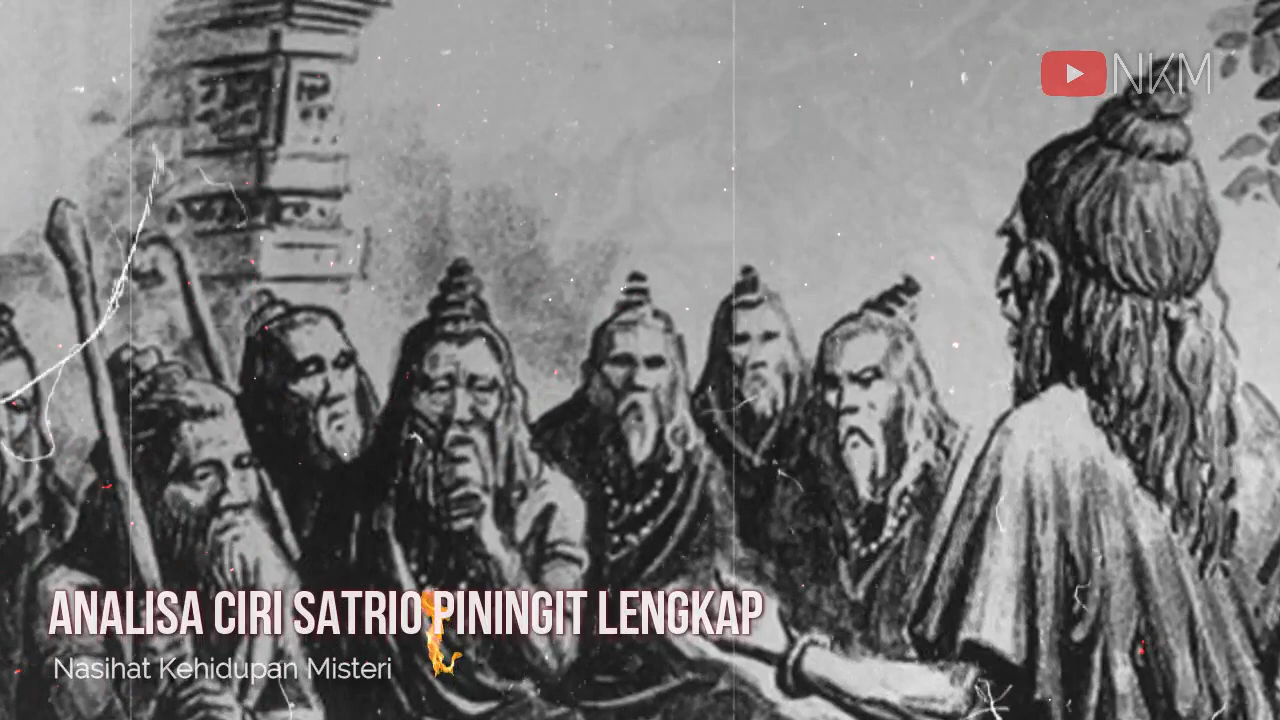 NKM
ANALISA CIRI SATRIO PININGIT LENGKAP
Nasihat Kehidupan Misteri